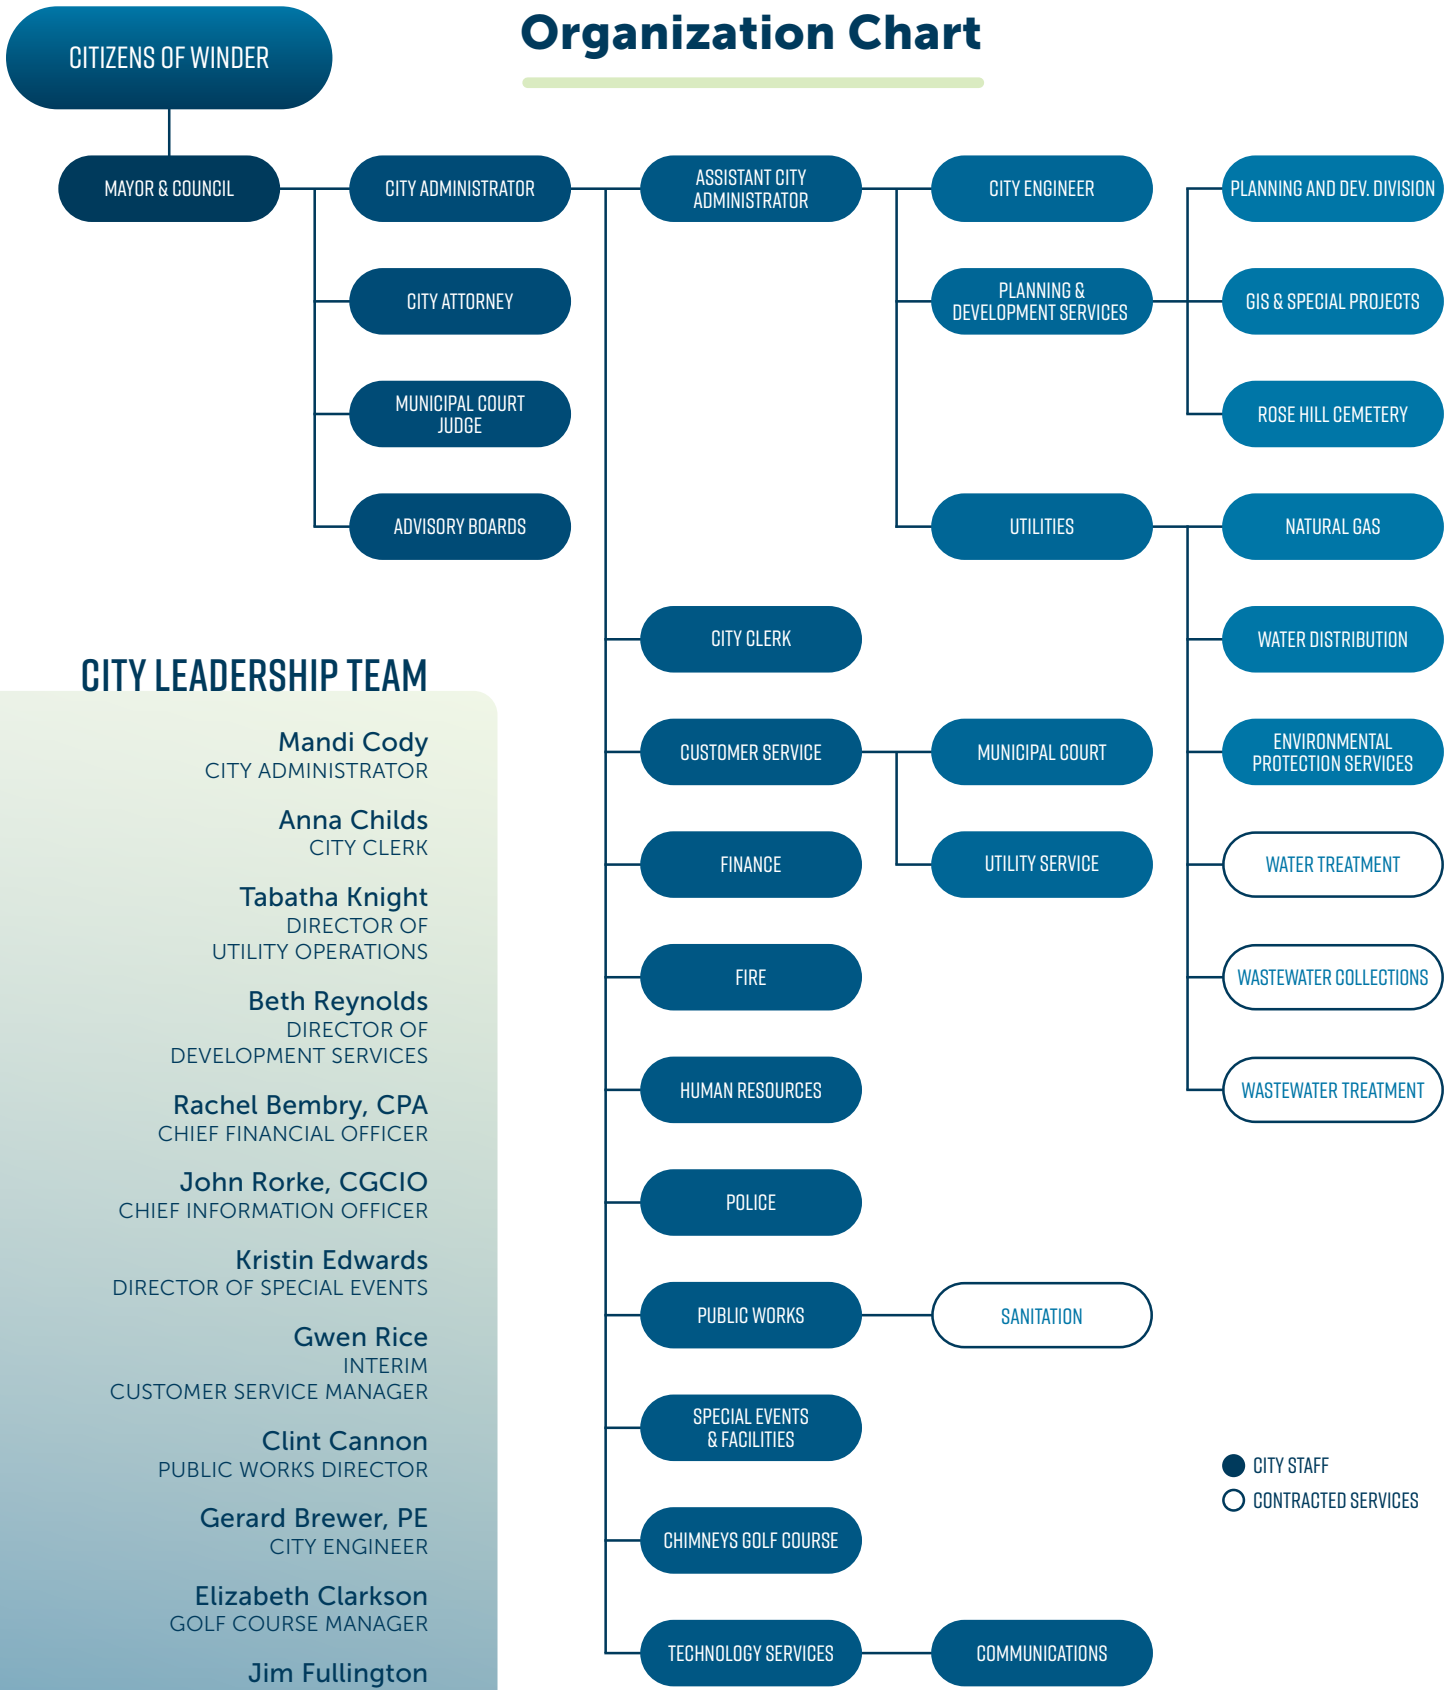 Organization Chart
CITIZENS OF WINDER
MAYOR & COUNCIL
CITY ADMINISTRATOR
CITY ATTORNEY
MUNICIPAL COURT
JUDGE
ADVISORY BOARDS
ASSISTANT CITY
ADMINISTRATOR
CITY ENGINEER
PLANNING &
DEVELOPMENT SERVICES
PLANNING AND DEV. DIVISION
GIS & SPECIAL PROJECTS
ROSE HILL CEMETERY
UTILITIES
NATURAL GAS
WATER DISTRIBUTION
ENVIRONMENTAL
PROTECTION SERVICES
WATER TREATMENT
WASTEWATER COLLECTIONS
WASTEWATER TREATMENT
CITY CLERK
CUSTOMER SERVICE
MUNICIPAL COURT
UTILITY SERVICE
FINANCE
FIRE
HUMAN RESOURCES
POLICE
PUBLIC WORKS
SANITATION
SPECIAL EVENTS
& FACILITIES
CHIMNEYS GOLF COURSE
TECHNOLOGY SERVICES
COMMUNICATIONS
CITY STAFF
CONTRACTED SERVICES
CITY LEADERSHIP TEAM
Mandi Cody
CITY ADMINISTRATOR
Anna Childs
CITY CLERK
Tabatha Knight
DIRECTOR OF
UTILITY OPERATIONS
Beth Reynolds
DIRECTOR OF
DEVELOPMENT SERVICES
Rachel Bembry, CPA
CHIEF FINANCIAL OFFICER
John Rorke, CGCIO
CHIEF INFORMATION OFFICER
Kristin Edwards
DIRECTOR OF SPECIAL EVENTS
Gwen Rice
INTERIM
CUSTOMER SERVICE MANAGER
Clint Cannon
PUBLIC WORKS DIRECTOR
Gerard Brewer, PE
CITY ENGINEER
Elizabeth Clarkson
GOLF COURSE MANAGER
Jim Fullington